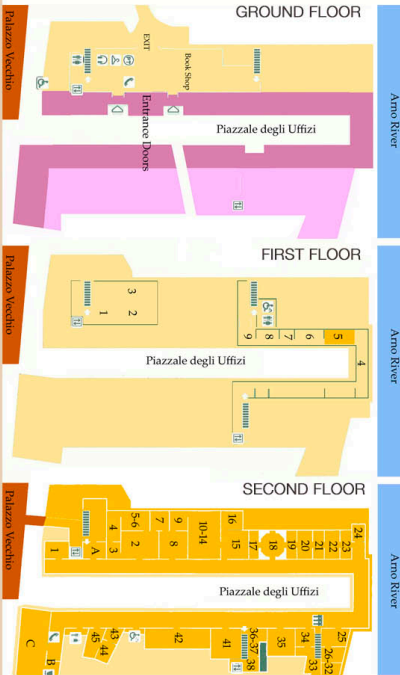 GROUND FLOOR
Palazzo Vecchio
EXIT
Book Shop
Arno River
Entrance Doors
Piazzale degli Uffizi
FIRST FLOOR
Palazzo Vecchio
3
1
2
9
8
7
6
5
4
Arno River
Piazzale degli Uffizi
SECOND FLOOR
Palazzo Vecchio
1
A
4
3
5-6
2
7
9
8
10-14
16
15
17
18
19
20
21
22
23
24
Arno River
Piazzale degli Uffizi
C
B
45
44
43
42
41
36-37
38
35
34
33
25
26-32